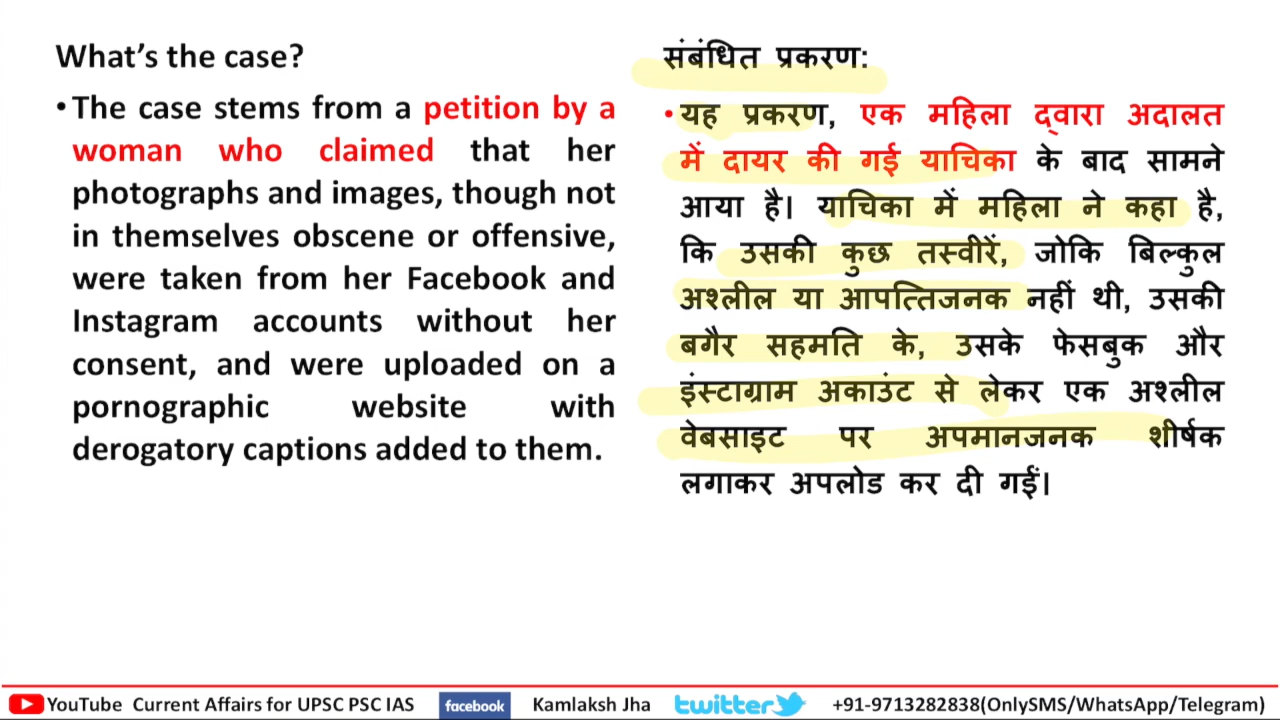 What's the case?
• The case stems from a petition by a
woman who claimed that her
photographs and images, though not
in themselves obscene or offensive,
were taken from her Facebook and
Instagram accounts without her
consent, and were uploaded on a
pornographic website with
derogatory captions added to them.
संबंधित प्रकरण:
• यह प्रकरण, एक महिला द्वारा अदालत
में दायर की गई याचिका के बाद सामने
आया है। याचिका में महिला ने कहा है,
कि उसकी कुछ तस्वीरें, जोकि बिल्कुल
अश्लील या आपत्तिजनक नहीं थी, उसकी
बगैर सहमति के, उसके फेसबुक और
इंस्टाग्राम अकाउंट से लेकर एक अश्लील
वेबसाइट पर अपमानजनक शीर्षक
लगाकर अपलोड कर दी गईं।
YouTube Current Affairs for UPSC PSC IAS facebook Kamlaksh Jha twitter +91-9713282838(OnlySMS/WhatsApp/Telegram)